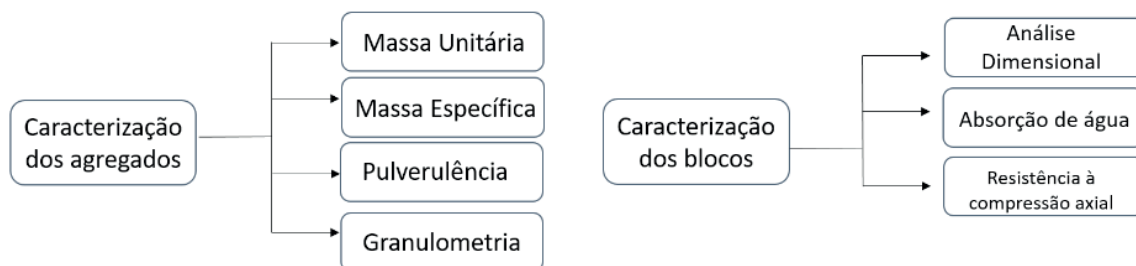 Caracterização
dos agregados
Massa Unitária
Massa Específica
Pulverulência
Granulometria
Caracterização
dos blocos
Análise
Dimensional
Absorção de água
Resistência à
compressão axial